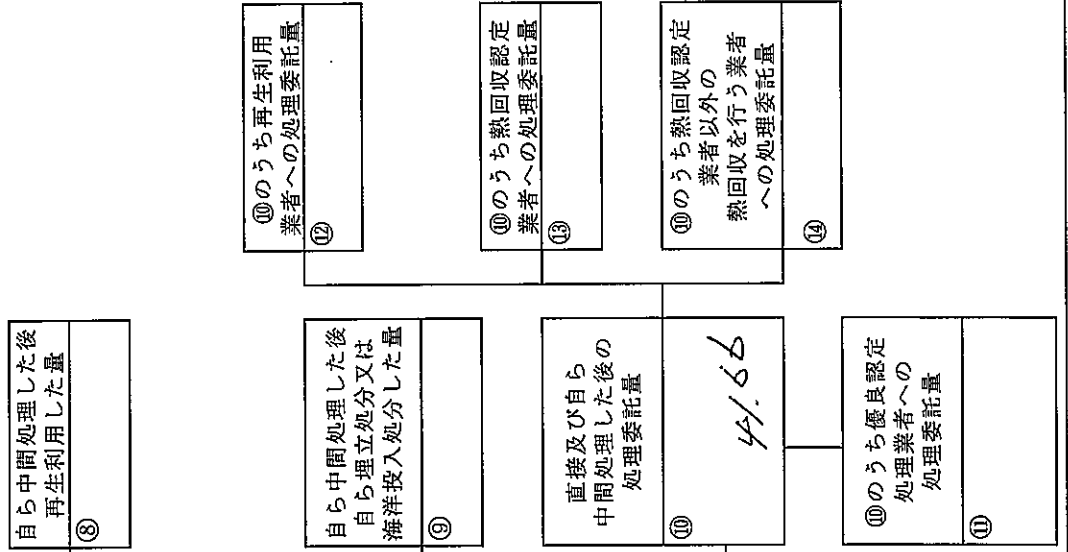 自ら中間処理した後
再生利用した量
⑧
自ら中間処理した後
自ら埋立処分又は
海洋投入処分した量
⑨
直接及び自ら
中間処理した後の
処理委託量
⑩
41.66
⑩のうち優良認定
処理業者への
処理委託量
⑪
⑩のうち再生利用
業者への処理委託量
⑫
⑩のうち熱回収認定
業者への処理委託量
⑬
⑩のうち熱回収認定
業者以外の
熱回収を行う業者
への処理委託量
⑭